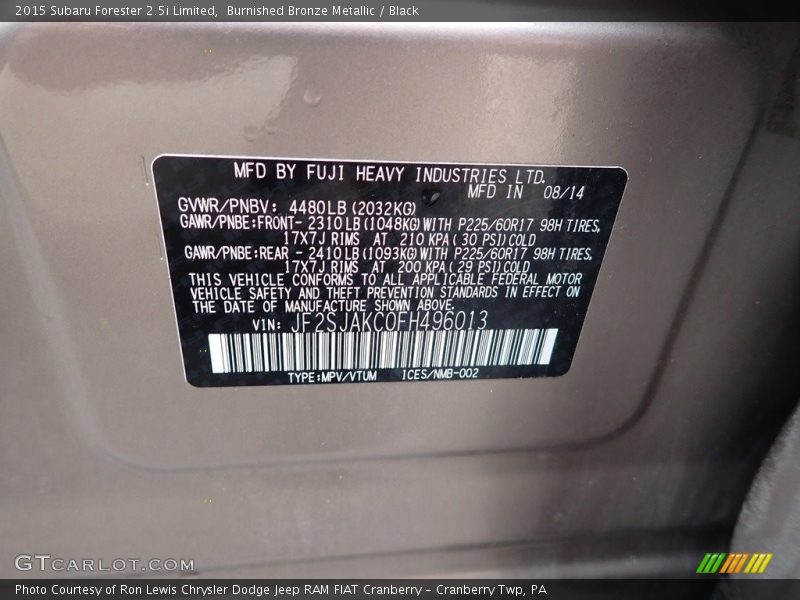 2015 Subaru Forester 2.5i Limited,  Burnished Bronze Metallic / Black
MFD BY FUJI HEAVY INDUSTRIES LTD.
MFD IN 08/14
GVWR/PNBV: 4480LB (2032KG)
GAWR/PNBE:FRONT- 2310 LB (1048KG) WITH P225/60R17 98H TIRES,
17X7J RIMS AT 210 KPA ( 30 PSI) COLD
GAWR/PNBE:REAR - 2410 LB (1093KG) WITH P225/60R17 98H TIRES,
17X7J RIMS AT 200 KPA ( 29 PSI) COLD
THIS VEHICLE CONFORMS TO ALL APPLICABLE FEDERAL MOTOR
VEHICLE SAFETY AND THEFT PREVENTION STANDARDS IN EFFECT ON
THE DATE OF MANUFACTURE SHOWN ABOVE.
VIN: JF2SJAKC0FH496013
TYPE:MPV/VTUM ICES/NMB-002
GTCARLOT.COM
Photo Courtesy of Ron Lewis Chrysler Dodge Jeep RAM FIAT Cranberry – Cranberry Twp, PA